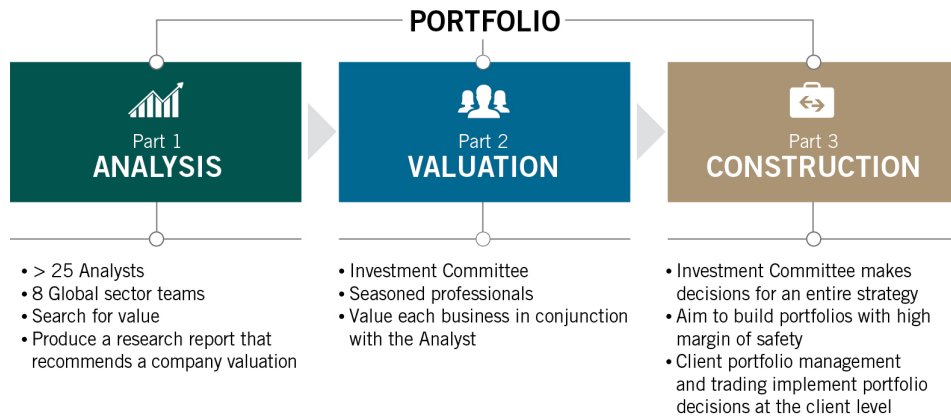 PORTFOLIO
Part 1
ANALYSIS
• > 25 Analysts
• 8 Global sector teams
• Search for value
• Produce a research report that
recommends a company valuation
Part 2
VALUATION
• Investment Committee
• Seasoned professionals
• Value each business in conjunction
with the Analyst
Part 3
CONSTRUCTION
• Investment Committee makes
decisions for an entire strategy
• Aim to build portfolios with high
margin of safety
• Client portfolio management
and trading implement portfolio
decisions at the client level